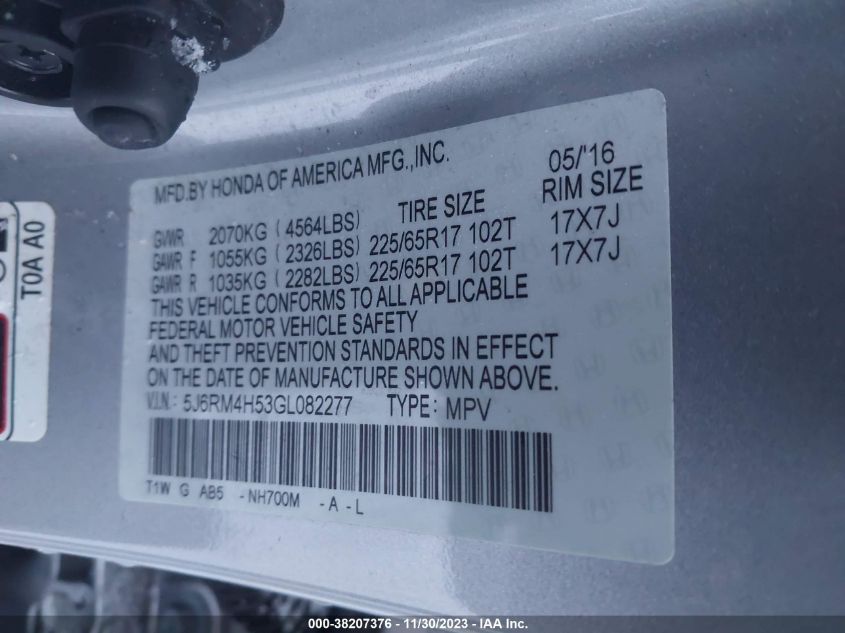 MFD.BY HONDA OF AMERICA MFG.,INC. 05/'16
TIRE SIZE RIM SIZE
GVWR 2070KG ( 4564LBS)
GAWR F 1055KG ( 2326LBS) 225/65R17 102T 17X7J
GAWR R 1035KG ( 2282LBS) 225/65R17 102T 17X7J
THIS VEHICLE CONFORMS TO ALL APPLICABLE
FEDERAL MOTOR VEHICLE SAFETY
AND THEFT PREVENTION STANDARDS IN EFFECT
ON THE DATE OF MANUFACTURE SHOWN ABOVE.
V.I.N.: 5J6RM4H53GL082277 TYPE: MPV
T1W G AB5 - NH700M - A - L
T0A A0
000-38207376 - 11/30/2023 - IAA Inc.